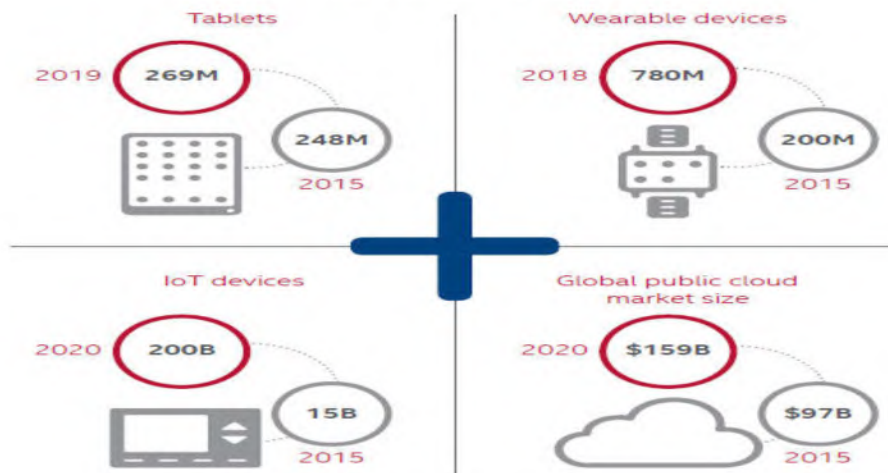 Tablets
2019
269M
248M
2015
Wearable devices
2018
780M
200M
2015
IoT devices
2020
200B
15B
2015
Global public cloud
market size
2020
$159B
$97B
2015